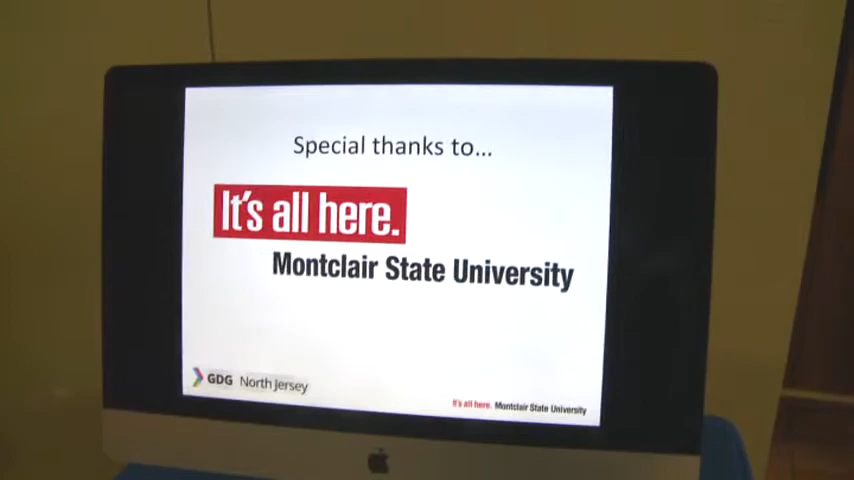 Special thanks to...
It's all here.
Montclair State University
GDG North Jersey
It's all here. Montclair State University